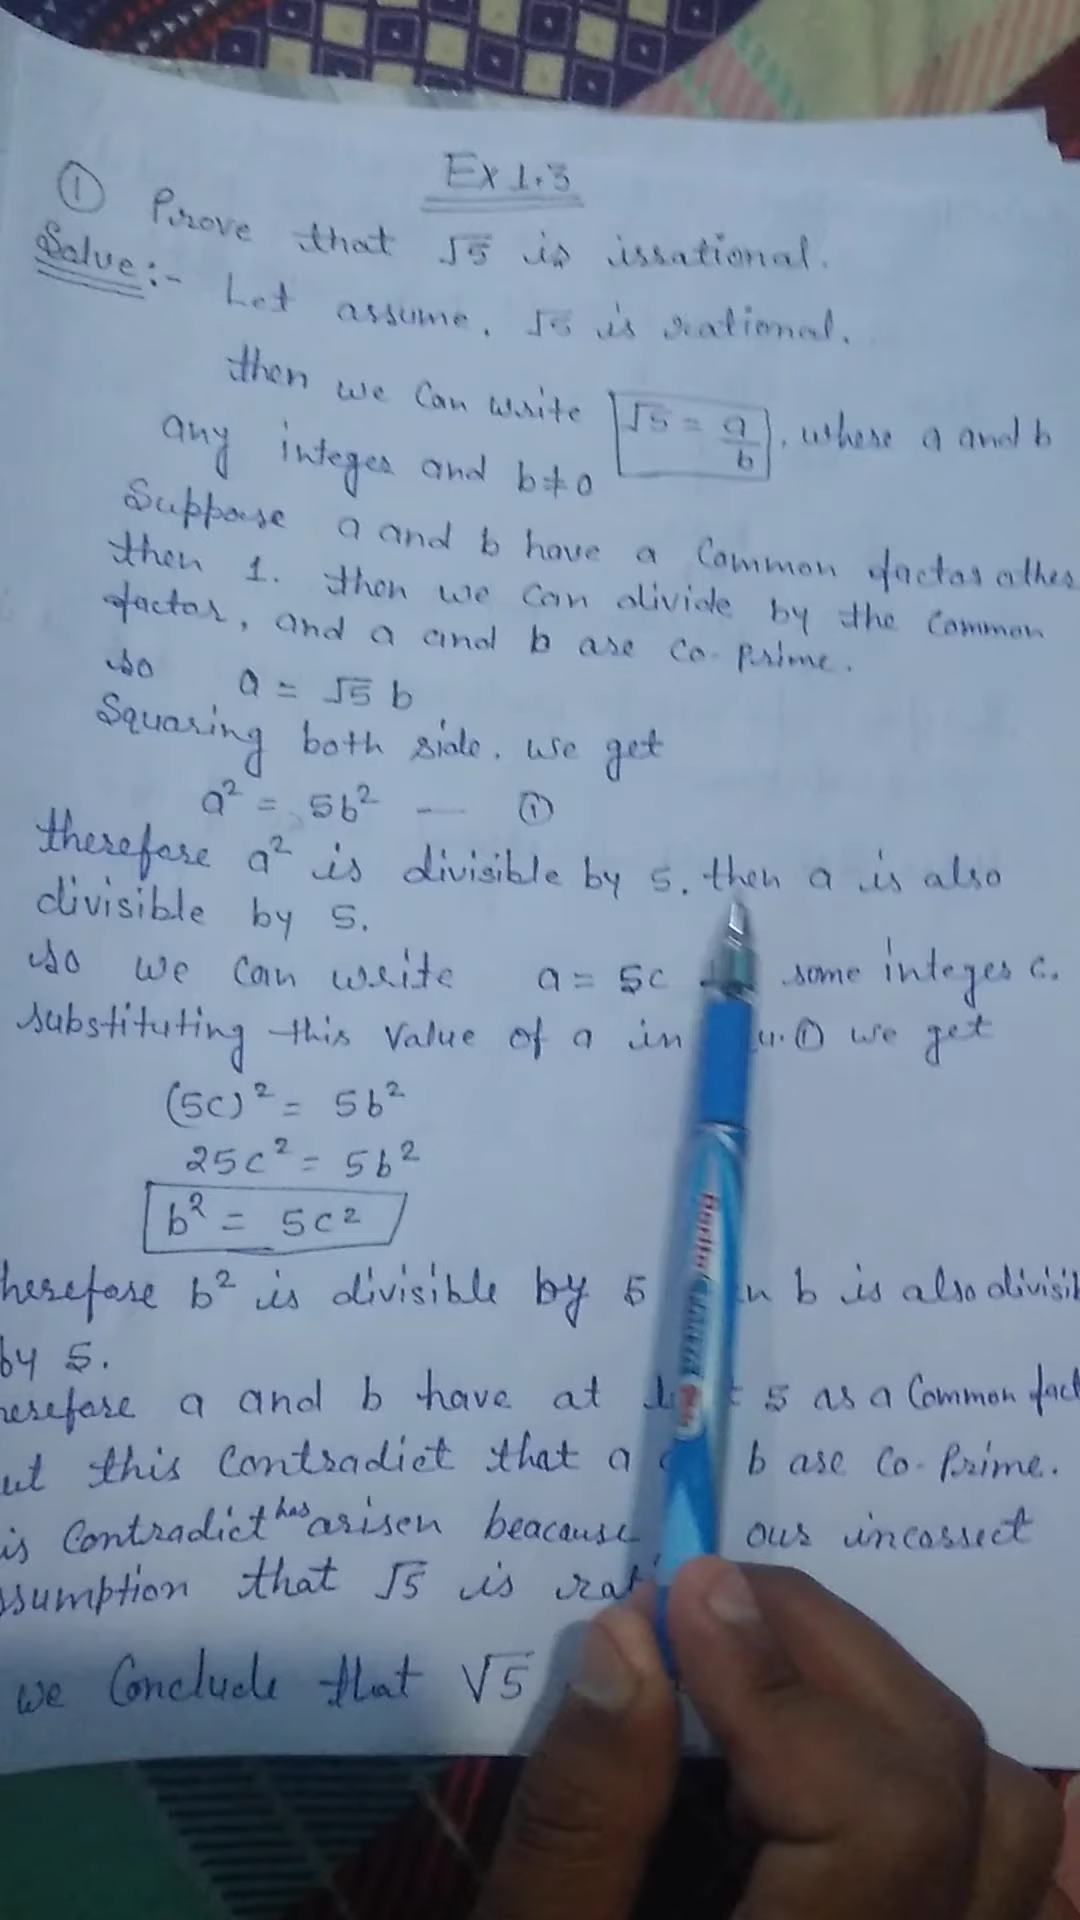 Ex 1.3
① Prove that √5 is issational.
Solve:- Let assume, √5 is rational.
then we can write √5 = a/b, where a and b
any integer and b≠0
Suppose a and b have a common factor other
then 1. then we can divide by the common
factor, and a and b are co-prime.
so a = √5 b
Squaring both side. we get
a² = 5b² — ①
therefore a² is divisible by 5. then a is also
divisible by 5.
so we can write a = 5c some integer c.
substituting this value of a in ① we get
(5c)² = 5b²
25c² = 5b²
b² = 5c²
herefore b² is divisible by 5 n b is also divisib
by 5.
herefore a and b have at 5 as a common fact
ut this contradict that a b are co-prime.
is contradict has arisen beacause our incorrect
ssumption that √5 is rat
we conclude that √5